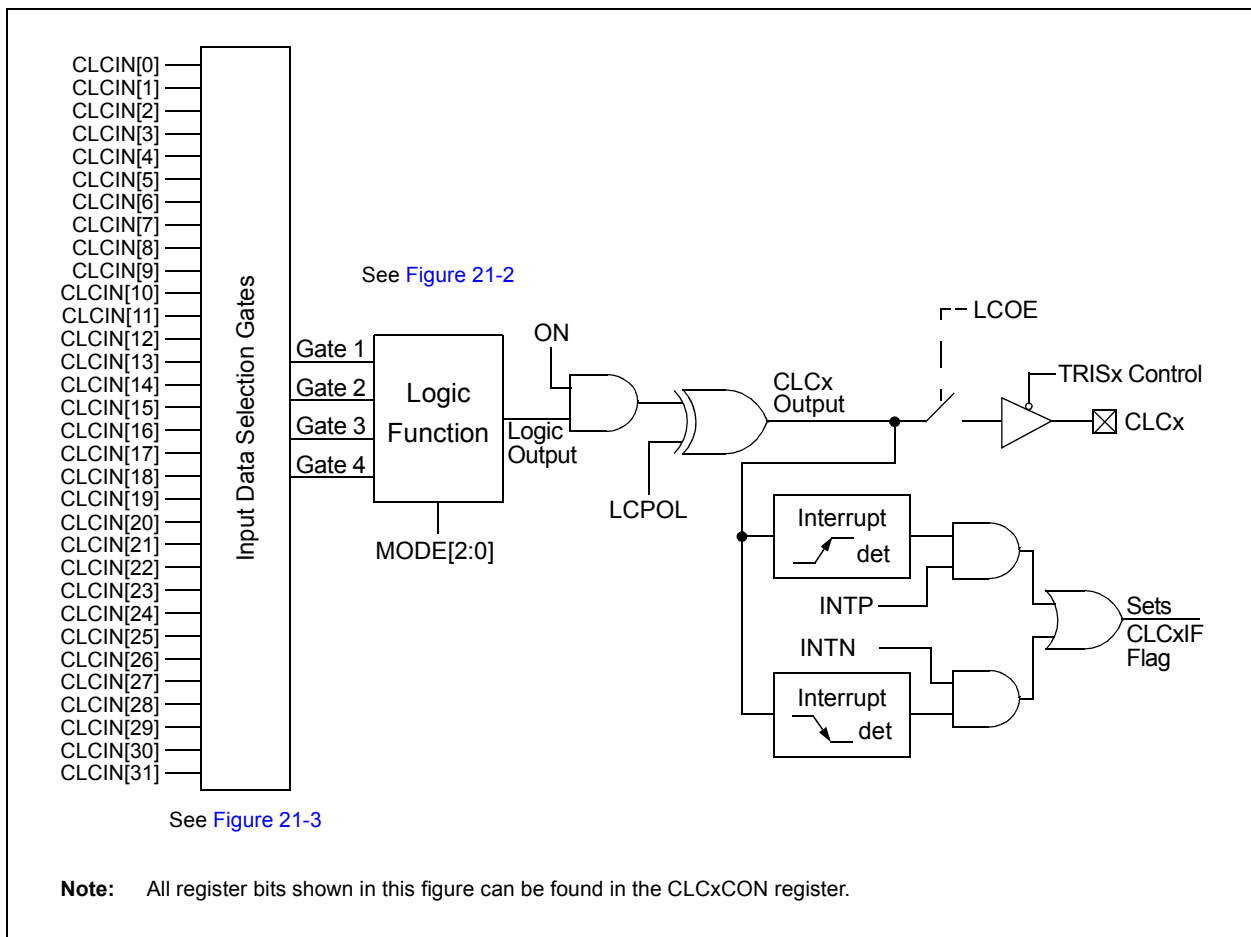 CLCIN[0]
CLCIN[1]
CLCIN[2]
CLCIN[3]
CLCIN[4]
CLCIN[5]
CLCIN[6]
CLCIN[7]
CLCIN[8]
CLCIN[9]
CLCIN[10]
CLCIN[11]
CLCIN[12]
CLCIN[13]
CLCIN[14]
CLCIN[15]
CLCIN[16]
CLCIN[17]
CLCIN[18]
CLCIN[19]
CLCIN[20]
CLCIN[21]
CLCIN[22]
CLCIN[23]
CLCIN[24]
CLCIN[25]
CLCIN[26]
CLCIN[27]
CLCIN[28]
CLCIN[29]
CLCIN[30]
CLCIN[31]
Input Data Selection Gates
See Figure 21-3
See Figure 21-2
Gate 1
Gate 2
Gate 3
Gate 4
Logic
Function
MODE[2:0]
Logic
Output
ON
LCPOL
CLCx
Output
LCOE
TRISx Control
CLCx
Interrupt
det
INTP
INTN
Interrupt
det
Sets
CLCxIF
Flag
Note: All register bits shown in this figure can be found in the CLCxCON register.